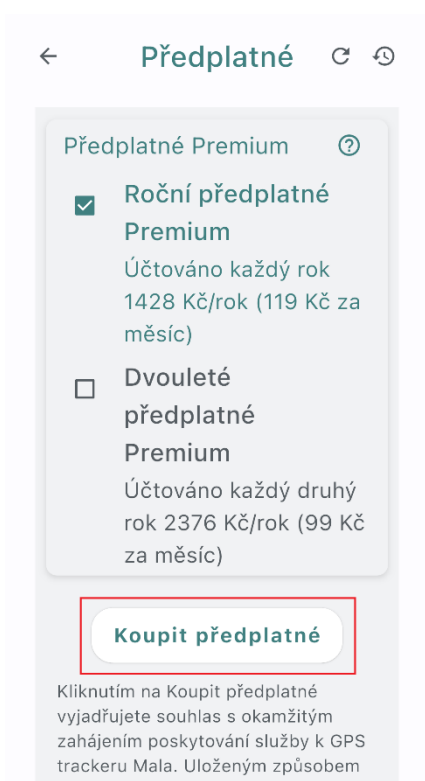 Předplatné
Předplatné Premium
Roční předplatné
Premium
Účtováno každý rok
1428 Kč/rok (119 Kč za
měsíc)
Dvouleté
předplatné
Premium
Účtováno každý druhý
rok 2376 Kč/rok (99 Kč
za měsíc)
Koupit předplatné
Kliknutím na Koupit předplatné
vyjadřujete souhlas s okamžitým
zahájením poskytování služby k GPS
trackeru Mala. Uloženým způsobem